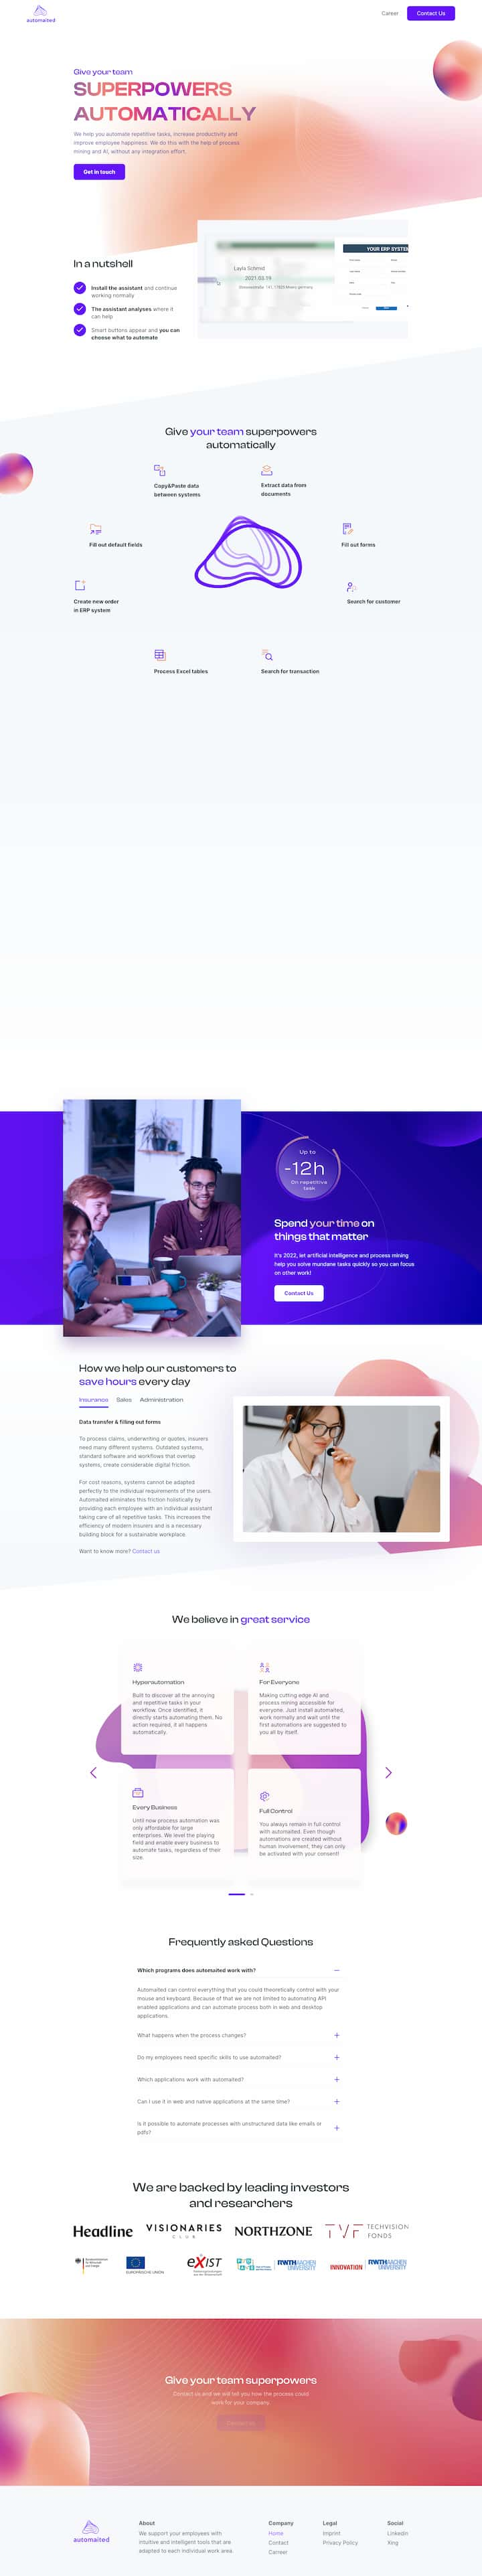 automaited
Career
Contact Us
Give your team
SUPERPOWERS
AUTOMATICALLY
We help you automate repetitive tasks, increase productivity and
improve employee happiness. We do this with the help of process
mining and AI, without any integration effort.
Get in touch
In a nutshell
Install the assistant and continue
working normally
The assistant analyses where it
can help
Smart buttons appear and you can
choose what to automate
Layla Schmid
2021.03.19
YOUR ERP SYSTEM
Give your team superpowers
automatically
Copy&Paste data
between systems
Extract data from
documents
Fill out default fields
Fill out forms
Create new order
in ERP system
Search for customer
Process Excel tables
Search for transaction
Up to
-12h
On repetitive
task
Spend your time on
things that matter
It's 2022, let artificial intelligence and process mining
help you solve mundane tasks quickly so you can focus
on other work!
Contact Us
How we help our customers to
save hours every day
Insurance
Sales
Administration
Data transfer & filling out forms
To process claims, underwriting or quotes, insurers
need many different systems. Outdated systems,
standard software and workflows that overlap
systems, create considerable digital friction.
For cost reasons, systems cannot be adapted
perfectly to the individual requirements of the users.
Automated eliminates this friction holistically by
providing each employee with an individual assistant
taking care of all repetitive tasks. This increases the
efficiency of modern insurers and is a necessary
building block for a sustainable workplace.
Want to know more? Contact us
We believe in great service
Hyperautomation
Built to discover all the annoying
and repetitive tasks in your
workflow. Once identified, it
directly starts automating them. No
action required, it all happens
automatically.
For Everyone
Making cutting edge AI and
process mining accessible for
everyone. Just install automaited,
work normally and wait until the
first automations are suggested to
you all by itself.
Every Business
Until now process automation was
only affordable for large
enterprises. We level the playing
field and enable every business to
automate tasks, regardless of their
size.
Full Control
You always remain in full control
with automaited. Even though
automations are created without
human involvement, they can only
be activated with your consent!
Frequently asked Questions
Which programs does automaited work with?
Automaited can control everything that you could theoretically control with your
mouse and keyboard. Because of that we are not limited to automating API
enabled applications and can automate process both in web and desktop
applications.
What happens when the process changes?
Do my employees need specific skills to use automaited?
Which applications work with automaited?
Can I use it in web and native applications at the same time?
Is it possible to automate processes with unstructured data like emails or
pdfs?
We are backed by leading investors
and researchers
Headline
VISIONARIES
CLUB
NORTHZONE
TVF TECHVISION
FONDS
EUROPÄISCHE UNION
eXIST
RWTHAACHEN
UNIVERSITY
INNOVATION
RWTHAACHEN
UNIVERSITY
Give your team superpowers
Contact us and we will tell you how the process could
work for your company.
Contact us
automaited
About
We support your employees with
intuitive and intelligent tools that are
adapted to each individual work area.
Company
Home
Contact
Carreer
Legal
Imprint
Privacy Policy
Social
Linkedin
Xing